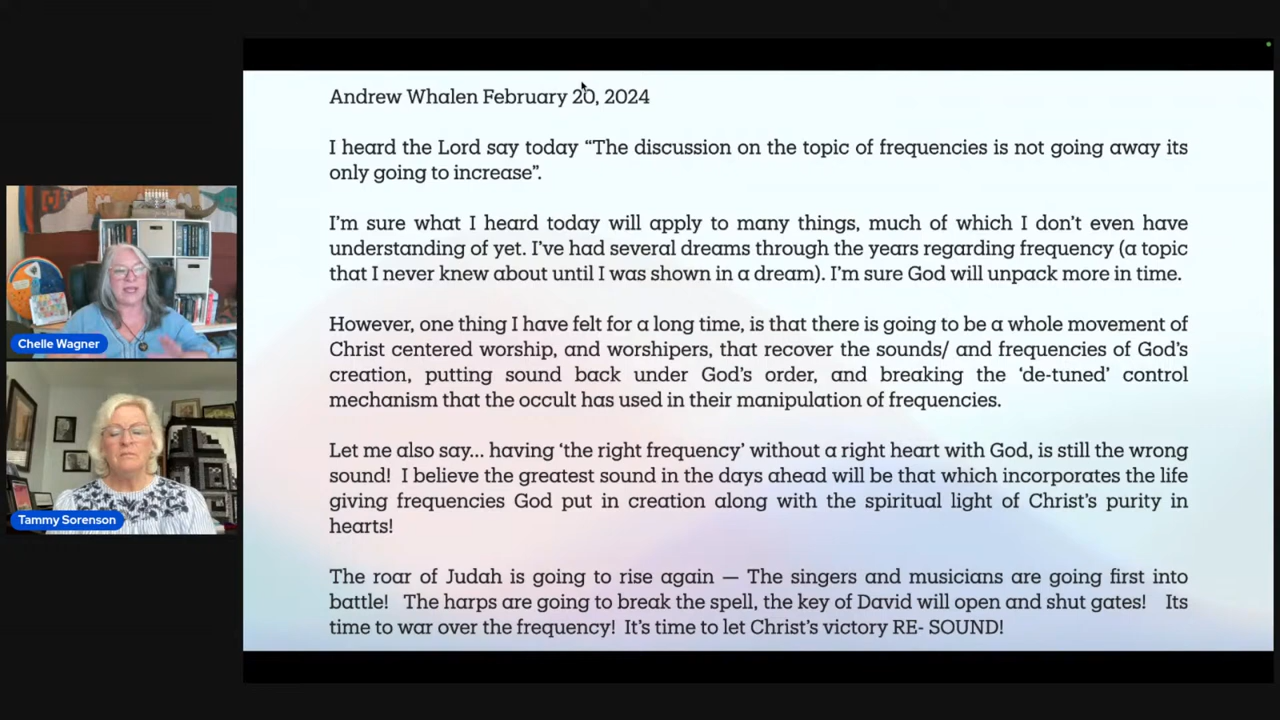 Andrew Whalen February 20, 2024
I heard the Lord say today “The discussion on the topic of frequencies is not going away its
only going to increase”.
I’m sure what I heard today will apply to many things, much of which I don’t even have
understanding of yet. I’ve had several dreams through the years regarding frequency (a topic
that I never knew about until I was shown in a dream). I’m sure God will unpack more in time.
However, one thing I have felt for a long time, is that there is going to be a whole movement of
Christ centered worship, and worshipers, that recover the sounds/ and frequencies of God’s
creation, putting sound back under God’s order, and breaking the ‘de-tuned’ control
mechanism that the occult has used in their manipulation of frequencies.
Let me also say... having ‘the right frequency’ without a right heart with God, is still the wrong
sound! I believe the greatest sound in the days ahead will be that which incorporates the life
giving frequencies God put in creation along with the spiritual light of Christ’s purity in
hearts!
The roar of Judah is going to rise again — The singers and musicians are going first into
battle! The harps are going to break the spell, the key of David will open and shut gates! Its
time to war over the frequency! It’s time to let Christ’s victory RE- SOUND!
Chelle Wagner
Tammy Sorenson